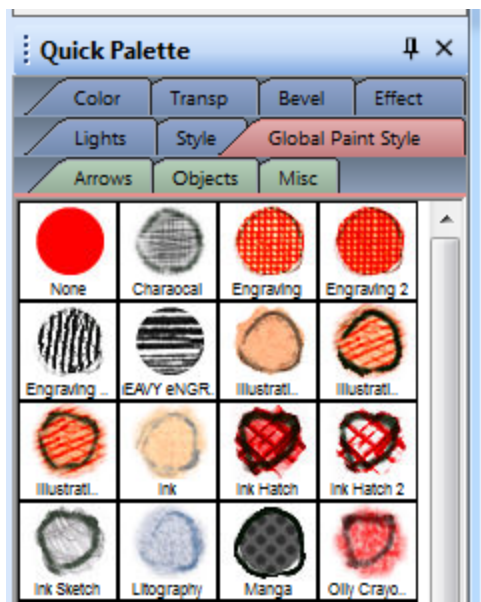 Quick Palette
Color Transp Bevel Effect
Lights Style Global Paint Style
Arrows Objects Misc
None Charaocal Engraving Engraving 2
Engraving .. iEAVY eNGR. Illustrati.. Illustrati..
Illustrati.. Ink Ink Hatch Ink Hatch 2
Ink Sketch Litography Manga Oily Crayo..